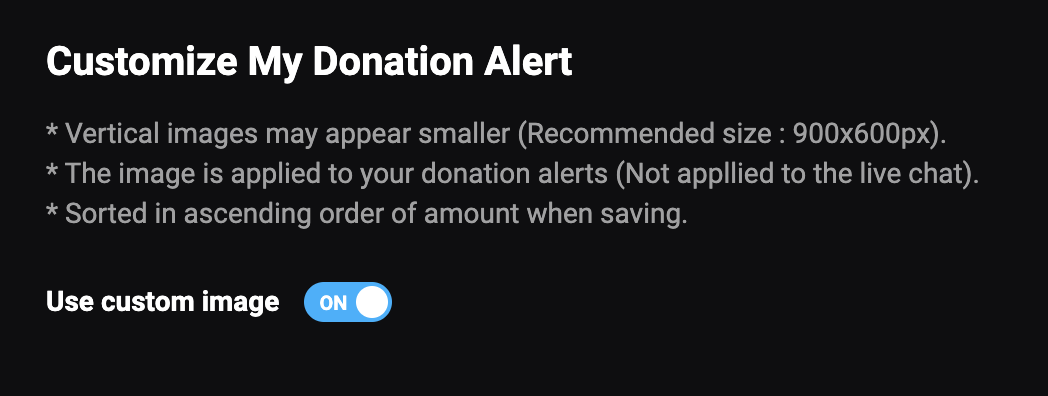 Customize My Donation Alert
* Vertical images may appear smaller (Recommended size : 900x600px).
* The image is applied to your donation alerts (Not appllied to the live chat).
* Sorted in ascending order of amount when saving.
Use custom image ON